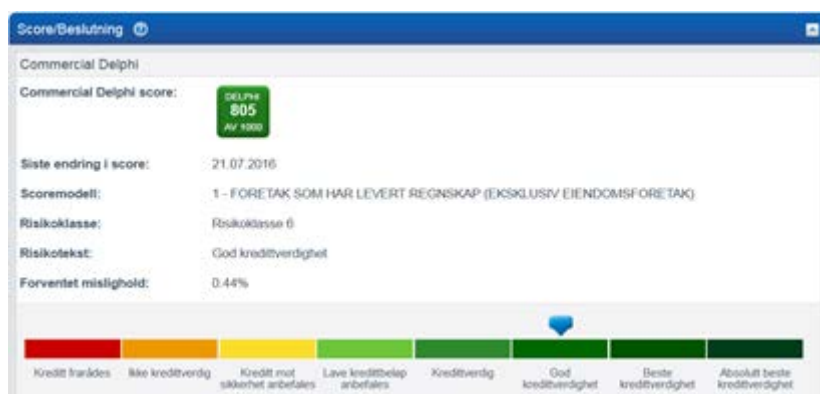 Score/Beslutning
Commercial Delphi
Commercial Delphi score:
DELPHI
805
AV 1000
Siste endring i score: 21.07.2016
Scoremodell: 1 - FORETAK SOM HAR LEVERT REGNSKAP (EKSKLUSIV EIENDOMSFORETAK)
Risikoklasse: Risikoklasse 6
Risikotekst: God kredittverdighet
Forventet mislighold: 0.44%
Kreditt frarådes Ikke kredittverdig Kreditt mot sikkerhet anbefales Lave kredittbeløp anbefales Kredittverdig God kredittverdighet Beste kredittverdighet Absolutt beste kredittverdighet